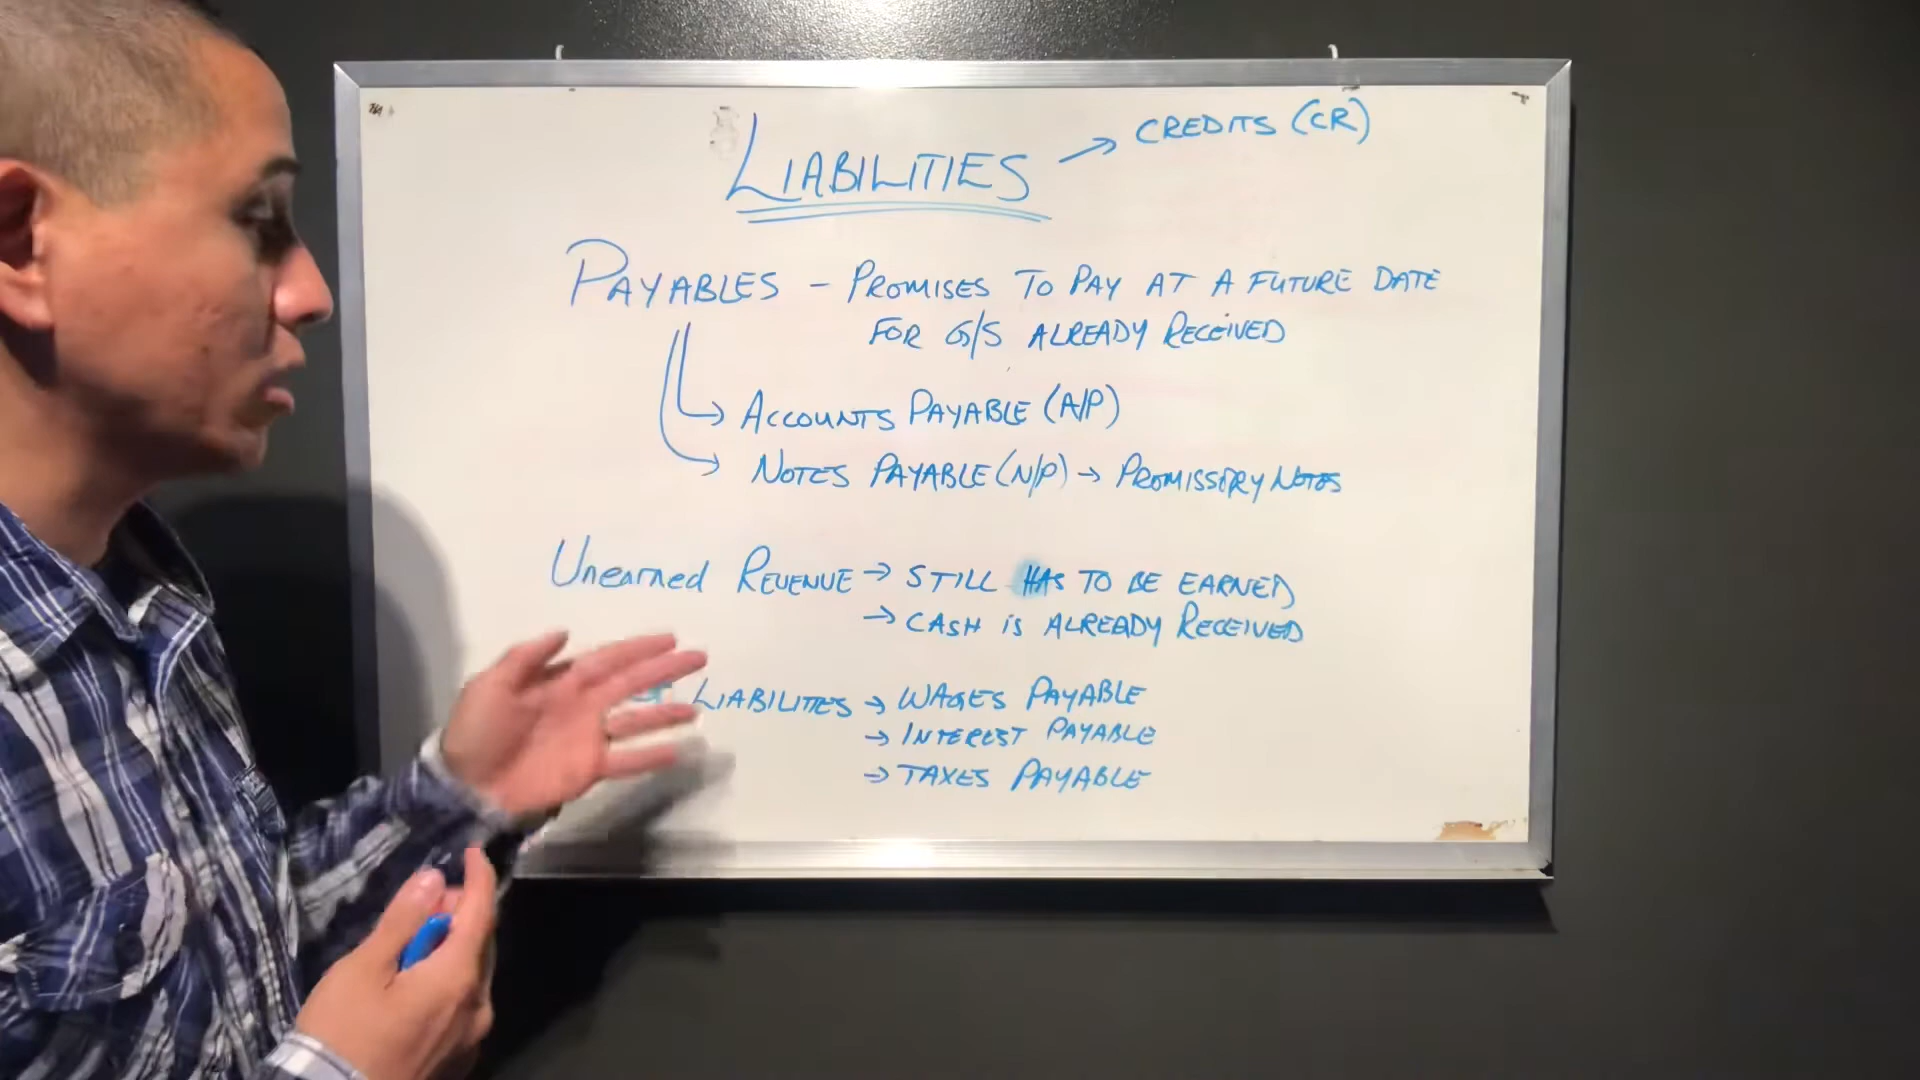 LIABILITIES → CREDITS (CR)
PAYABLES - PROMISES TO PAY AT A FUTURE DATE
FOR G/S ALREADY RECEIVED
→ ACCOUNTS PAYABLE (A/P)
→ NOTES PAYABLE (N/P) → PROMISSORY NOTES
Unearned REVENUE → STILL HAS TO BE EARNED
→ CASH IS ALREADY RECEIVED
LIABILITIES → WAGES PAYABLE
→ INTEREST PAYABLE
→ TAXES PAYABLE